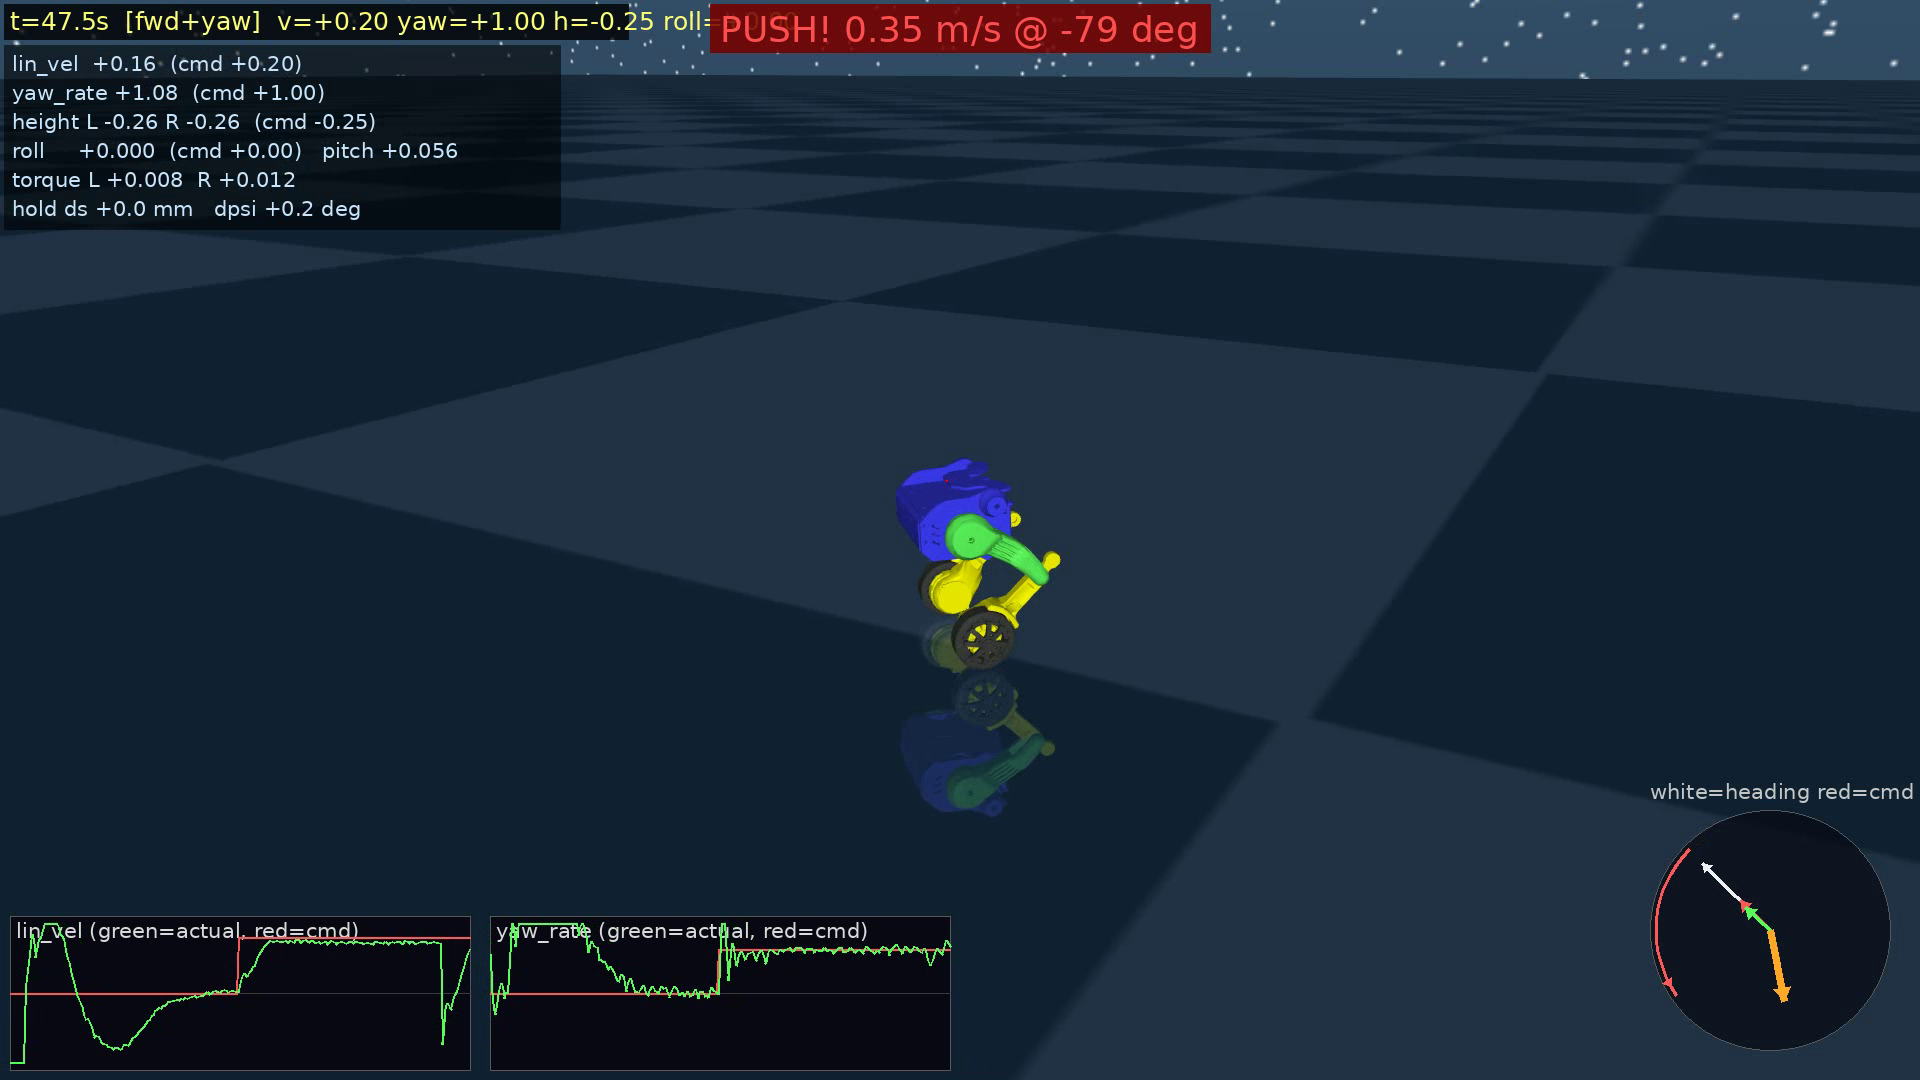 t=47.5s  [fwd+yaw]  v=+0.20 yaw=+1.00 h=-0.25 roll=
PUSH! 0.35 m/s @ -79 deg
lin_vel  +0.16  (cmd +0.20)
yaw_rate +1.08  (cmd +1.00)
height L -0.26 R -0.26  (cmd -0.25)
roll     +0.000  (cmd +0.00)   pitch +0.056
torque L +0.008  R +0.012
hold ds +0.0 mm   dpsi +0.2 deg
white=heading red=cmd
lin_vel (green=actual, red=cmd)
yaw_rate (green=actual, red=cmd)